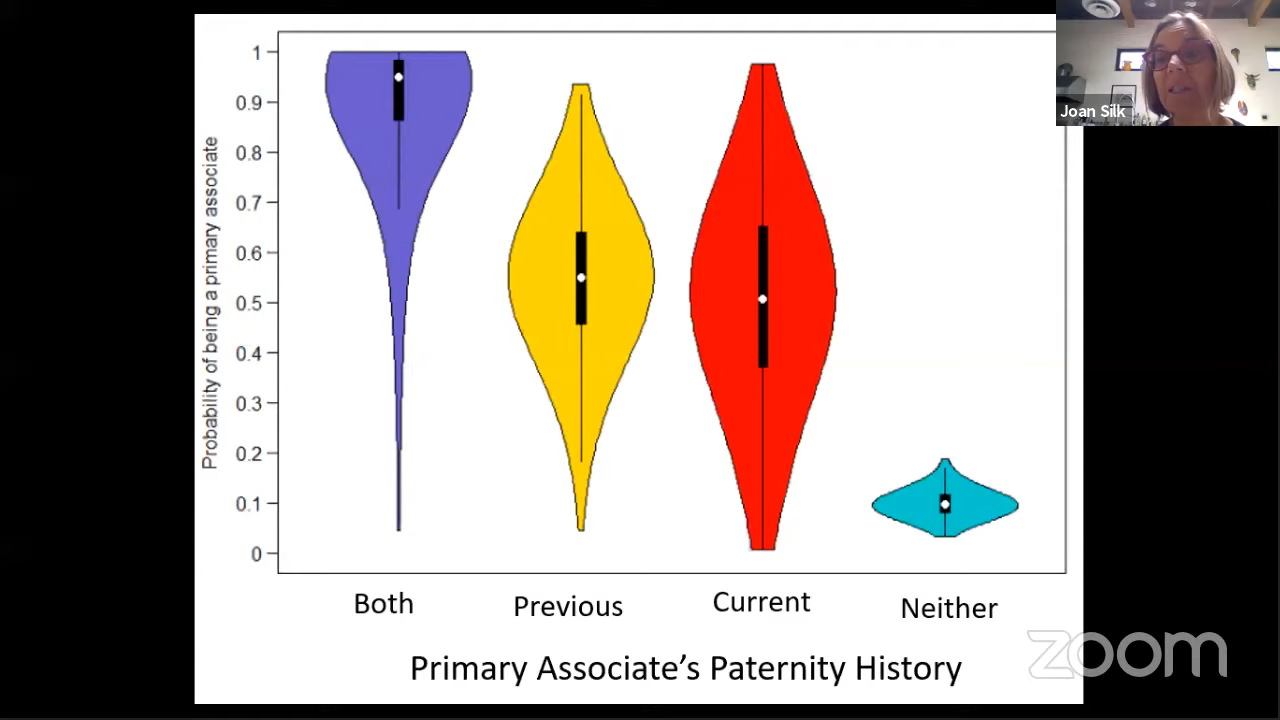 Joan Silk
Probability of being a primary associate
1
0.9
0.8
0.7
0.6
0.5
0.4
0.3
0.2
0.1
0
Both
Previous
Current
Neither
Primary Associate’s Paternity History
zoom